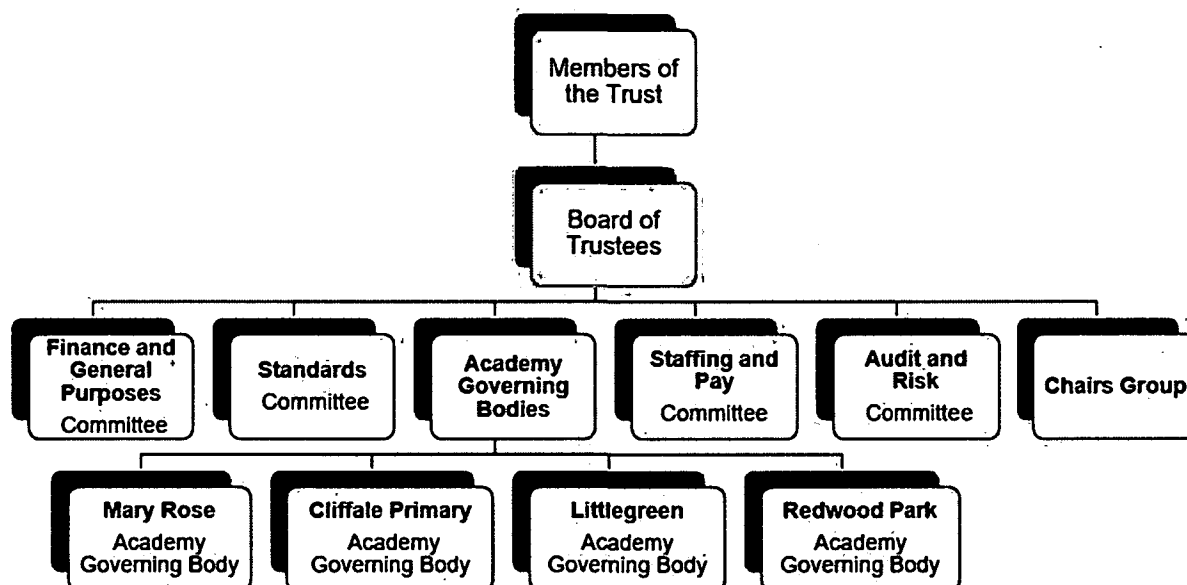 Members of
the Trust
Board of
Trustees
Finance and
General
Purposes
Committee
Standards
Committee
Academy
Governing
Bodies
Staffing and
Pay
Committee
Audit and
Risk
Committee
Chairs Group
Mary Rose
Academy
Governing Body
Cliffale Primary
Academy
Governing Body
Littlegreen
Academy
Governing Body
Redwood Park
Academy
Governing Body